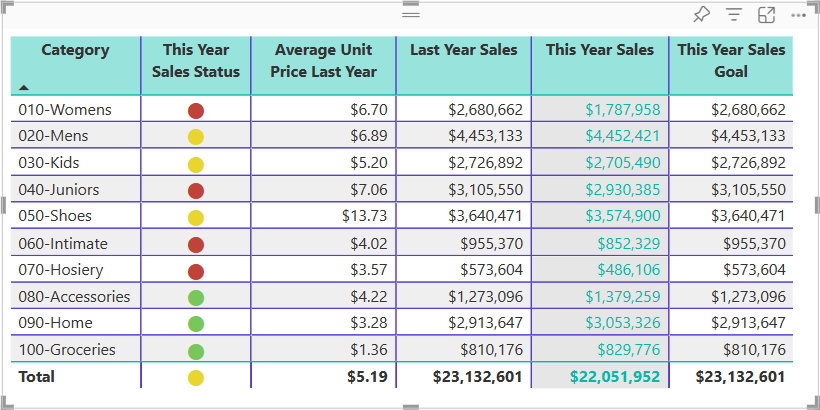 Category This Year Sales Status Average Unit Price Last Year Last Year Sales This Year Sales This Year Sales Goal
010-Womens $6.70 $2,680,662 $1,787,958 $2,680,662
020-Mens $6.89 $4,453,133 $4,452,421 $4,453,133
030-Kids $5.20 $2,726,892 $2,705,490 $2,726,892
040-Juniors $7.06 $3,105,550 $2,930,385 $3,105,550
050-Shoes $13.73 $3,640,471 $3,574,900 $3,640,471
060-Intimate $4.02 $955,370 $852,329 $955,370
070-Hosiery $3.57 $573,604 $486,106 $573,604
080-Accessories $4.22 $1,273,096 $1,379,259 $1,273,096
090-Home $3.28 $2,913,647 $3,053,326 $2,913,647
100-Groceries $1.36 $810,176 $829,776 $810,176
Total $5.19 $23,132,601 $22,051,952 $23,132,601